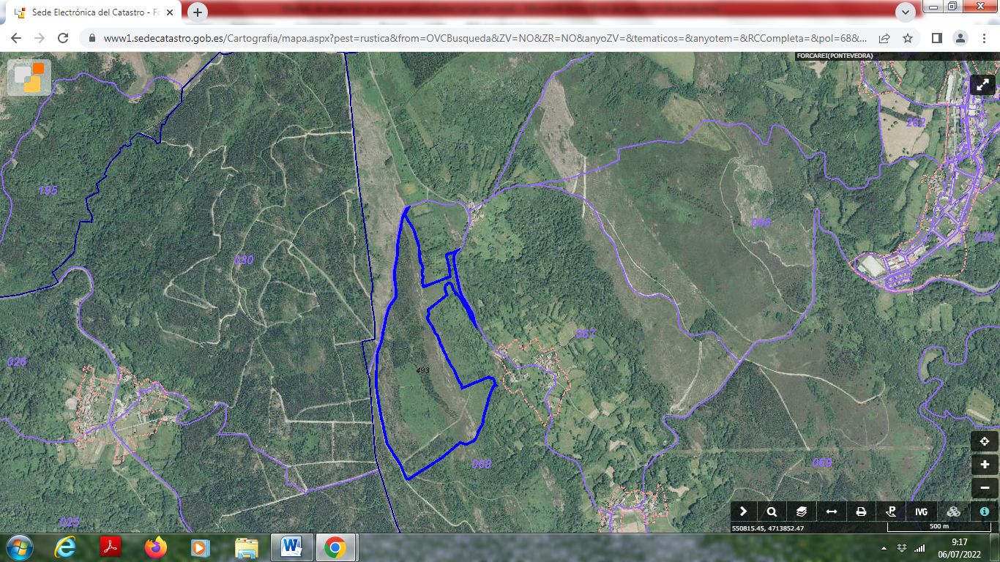 Sede Electrónica del Catastro - Fo
www1.sedecatastro.gob.es/Cartografia/mapa.aspx?pest=rustica&from=OVCBusqueda&ZV=NO&ZR=NO&anyoZV=&tematicos=&anyotem=&RCCompleta=&pol=68&...
FORCAREI(PONTEVEDRA)
262
195
066
028
030
067
026
493
068
069
025
IVG
550815.45, 4713852.47
500 m
9:17
06/07/2022